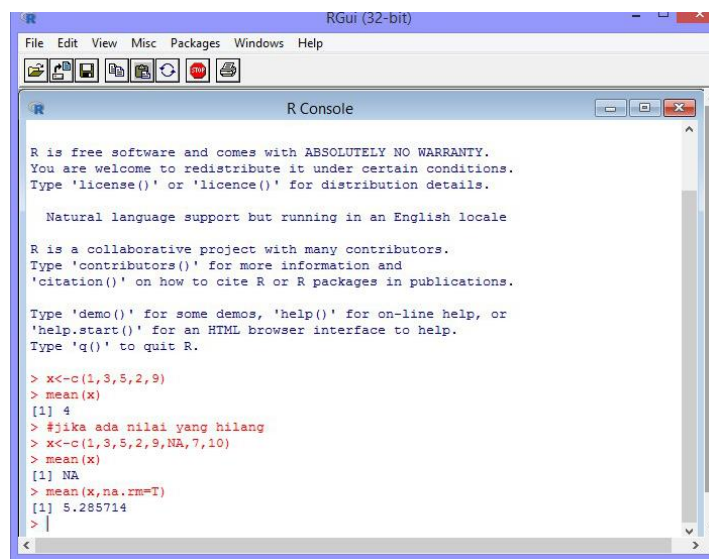 RGui (32-bit)
File Edit View Misc Packages Windows Help
STOP
R Console
R is free software and comes with ABSOLUTELY NO WARRANTY.
You are welcome to redistribute it under certain conditions.
Type 'license()' or 'licence()' for distribution details.
Natural language support but running in an English locale
R is a collaborative project with many contributors.
Type 'contributors()' for more information and
'citation()' on how to cite R or R packages in publications.
Type 'demo()' for some demos, 'help()' for on-line help, or
'help.start()' for an HTML browser interface to help.
Type 'q()' to quit R.
> x<-c(1,3,5,2,9)
> mean(x)
[1] 4
> #jika ada nilai yang hilang
> x<-c(1,3,5,2,9,NA,7,10)
> mean(x)
[1] NA
> mean(x,na.rm=T)
[1] 5.285714
> |